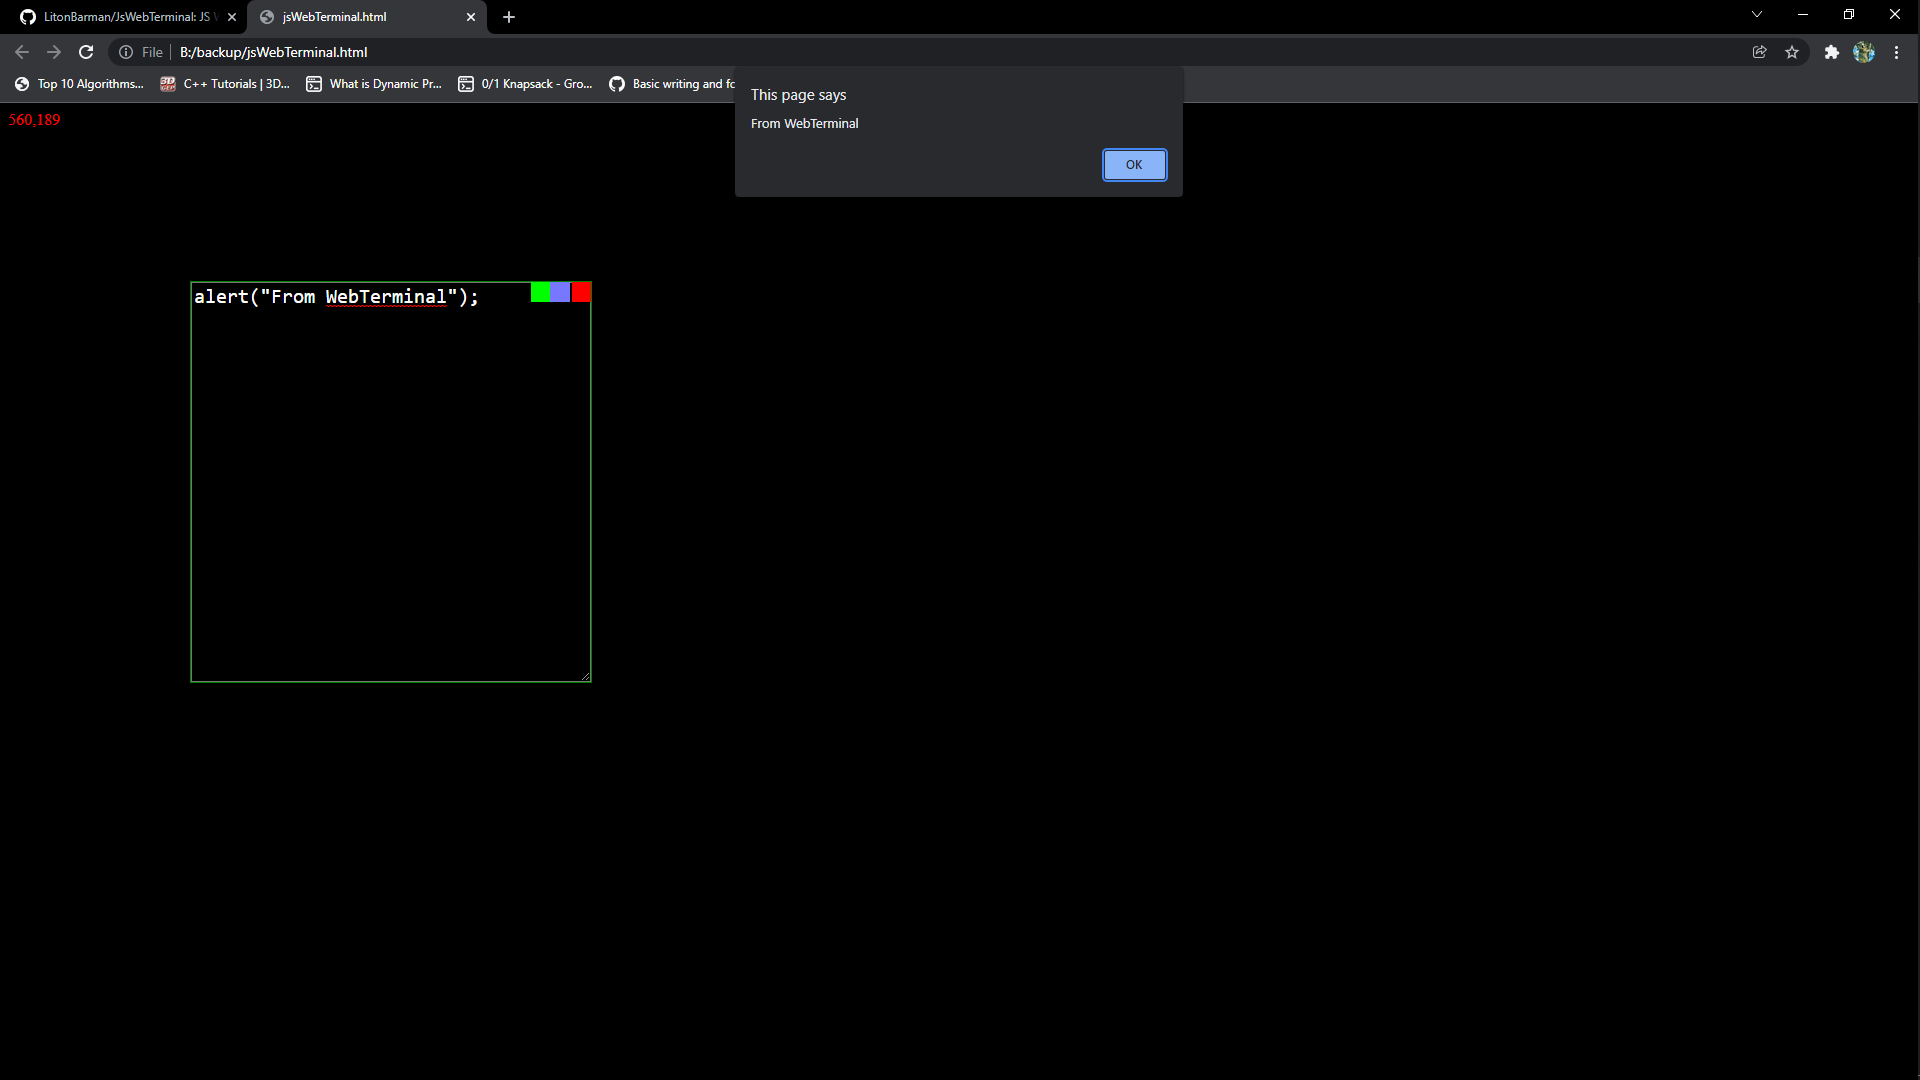 LitonBarman/JsWebTerminal: JS
jsWebTerminal.html
File B:/backup/jsWebTerminal.html
Top 10 Algorithms... C++ Tutorials | 3D... What is Dynamic Pr... 0/1 Knapsack - Gro... Basic writing and fo
This page says
From WebTerminal
OK
560,189
alert("From WebTerminal");